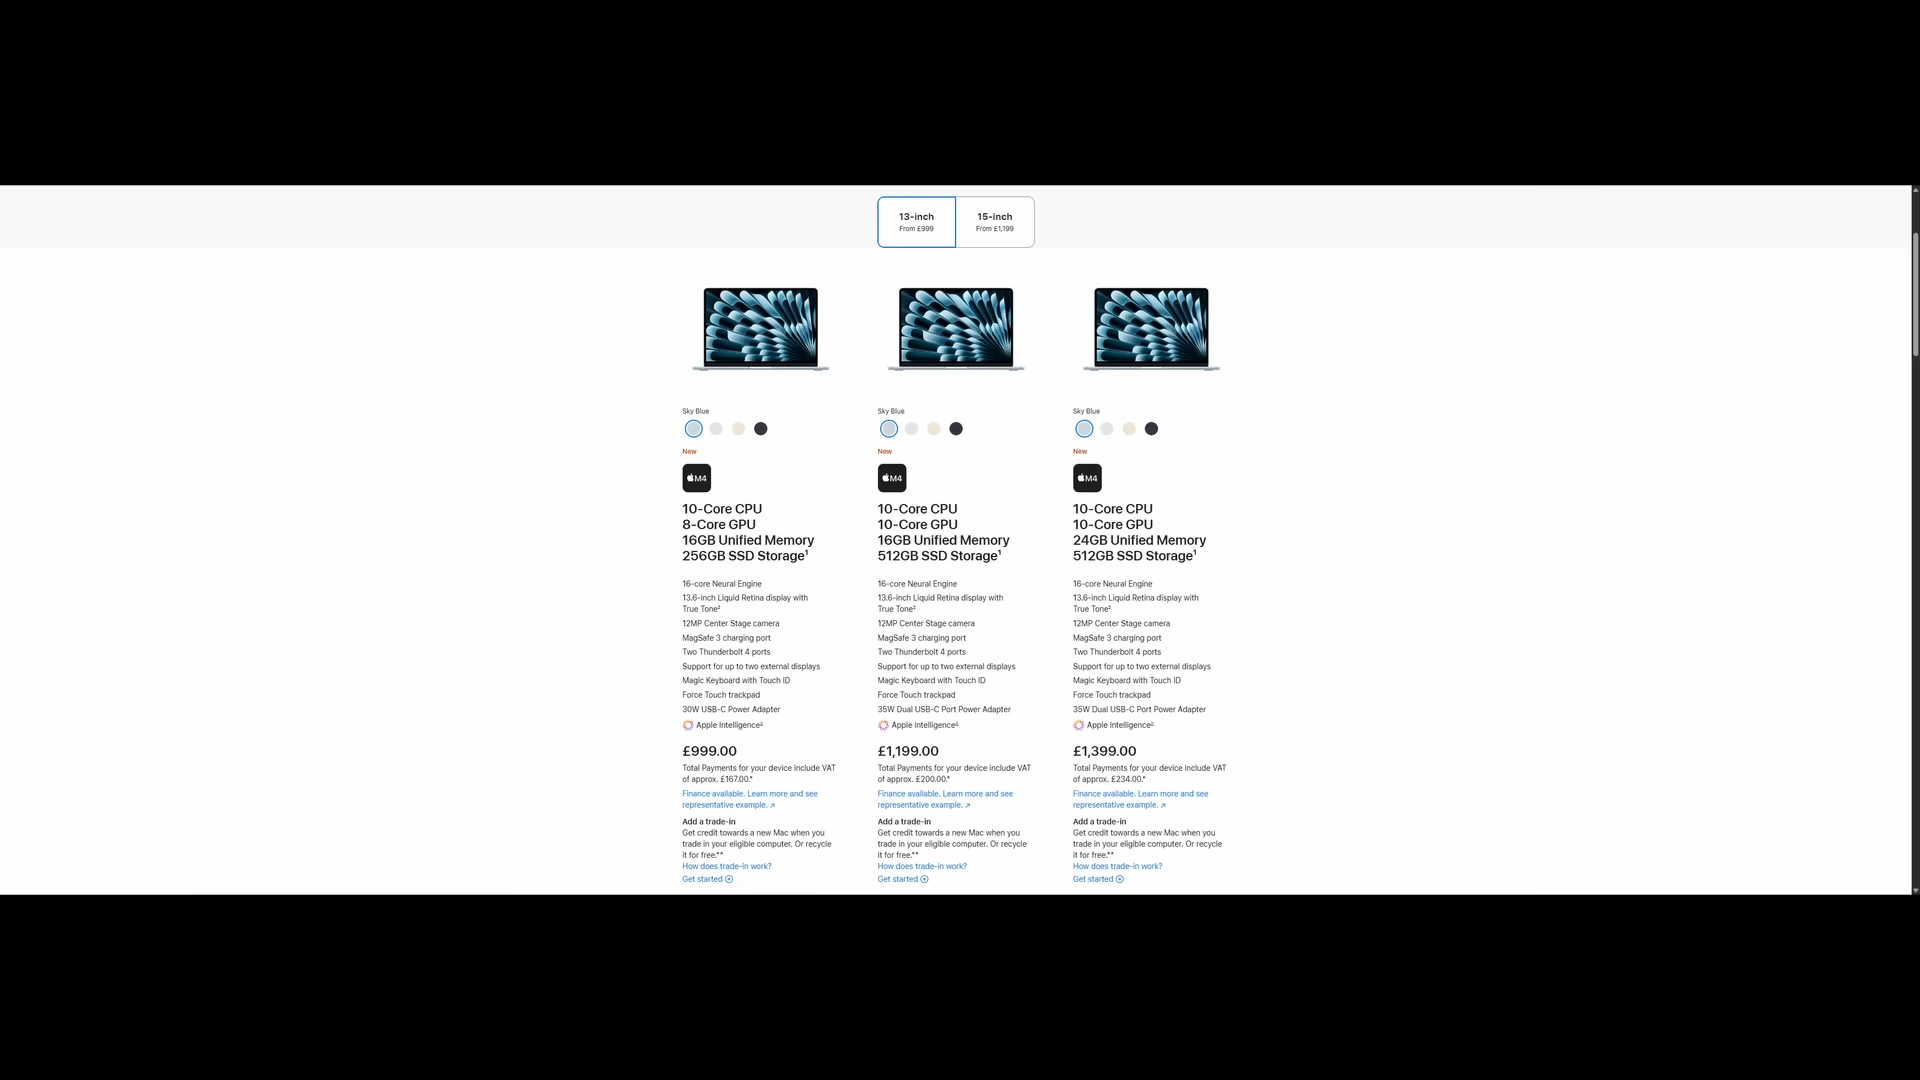 13-inch
From £999
15-inch
From £1,199
Sky Blue
New
M4
10-Core CPU
8-Core GPU
16GB Unified Memory
256GB SSD Storage¹
16-core Neural Engine
13.6-inch Liquid Retina display with
True Tone²
12MP Center Stage camera
MagSafe 3 charging port
Two Thunderbolt 4 ports
Support for up to two external displays
Magic Keyboard with Touch ID
Force Touch trackpad
30W USB-C Power Adapter
Apple Intelligence∆
£999.00
Total Payments for your device include VAT
of approx. £167.00.*
Finance available. Learn more and see
representative example. ↗
Add a trade-in
Get credit towards a new Mac when you
trade in your eligible computer. Or recycle
it for free.**
How does trade-in work?
Get started
Sky Blue
New
M4
10-Core CPU
10-Core GPU
16GB Unified Memory
512GB SSD Storage¹
16-core Neural Engine
13.6-inch Liquid Retina display with
True Tone²
12MP Center Stage camera
MagSafe 3 charging port
Two Thunderbolt 4 ports
Support for up to two external displays
Magic Keyboard with Touch ID
Force Touch trackpad
35W Dual USB-C Port Power Adapter
Apple Intelligence∆
£1,199.00
Total Payments for your device include VAT
of approx. £200.00.*
Finance available. Learn more and see
representative example. ↗
Add a trade-in
Get credit towards a new Mac when you
trade in your eligible computer. Or recycle
it for free.**
How does trade-in work?
Get started
Sky Blue
New
M4
10-Core CPU
10-Core GPU
24GB Unified Memory
512GB SSD Storage¹
16-core Neural Engine
13.6-inch Liquid Retina display with
True Tone²
12MP Center Stage camera
MagSafe 3 charging port
Two Thunderbolt 4 ports
Support for up to two external displays
Magic Keyboard with Touch ID
Force Touch trackpad
35W Dual USB-C Port Power Adapter
Apple Intelligence∆
£1,399.00
Total Payments for your device include VAT
of approx. £234.00.*
Finance available. Learn more and see
representative example. ↗
Add a trade-in
Get credit towards a new Mac when you
trade in your eligible computer. Or recycle
it for free.**
How does trade-in work?
Get started